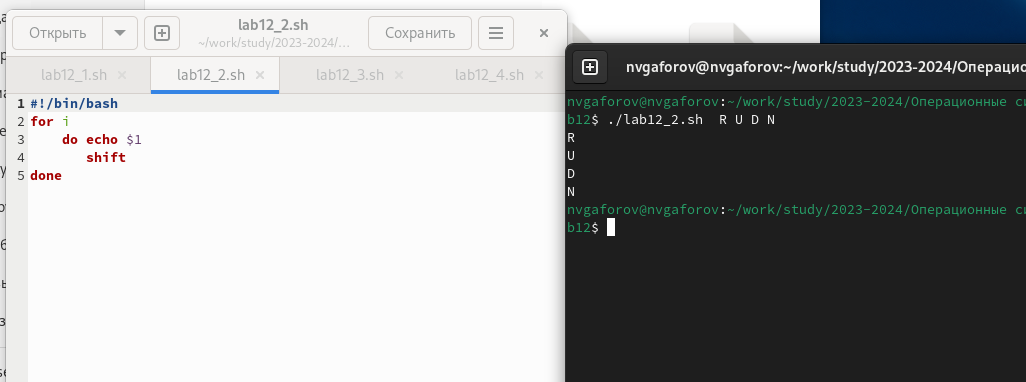 Открыть
lab12_2.sh
~/work/study/2023-2024/...
Сохранить
lab12_1.sh
lab12_2.sh
lab12_3.sh
lab12_4.sh
1 #!/bin/bash
2 for i
3     do echo $1
4        shift
5 done
nvgaforov@nvgaforov:~/work/study/2023-2024/Операцио
nvgaforov@nvgaforov:~/work/study/2023-2024/Операционные си
b12$ ./lab12_2.sh  R U D N
R
U
D
N
nvgaforov@nvgaforov:~/work/study/2023-2024/Операционные си
b12$